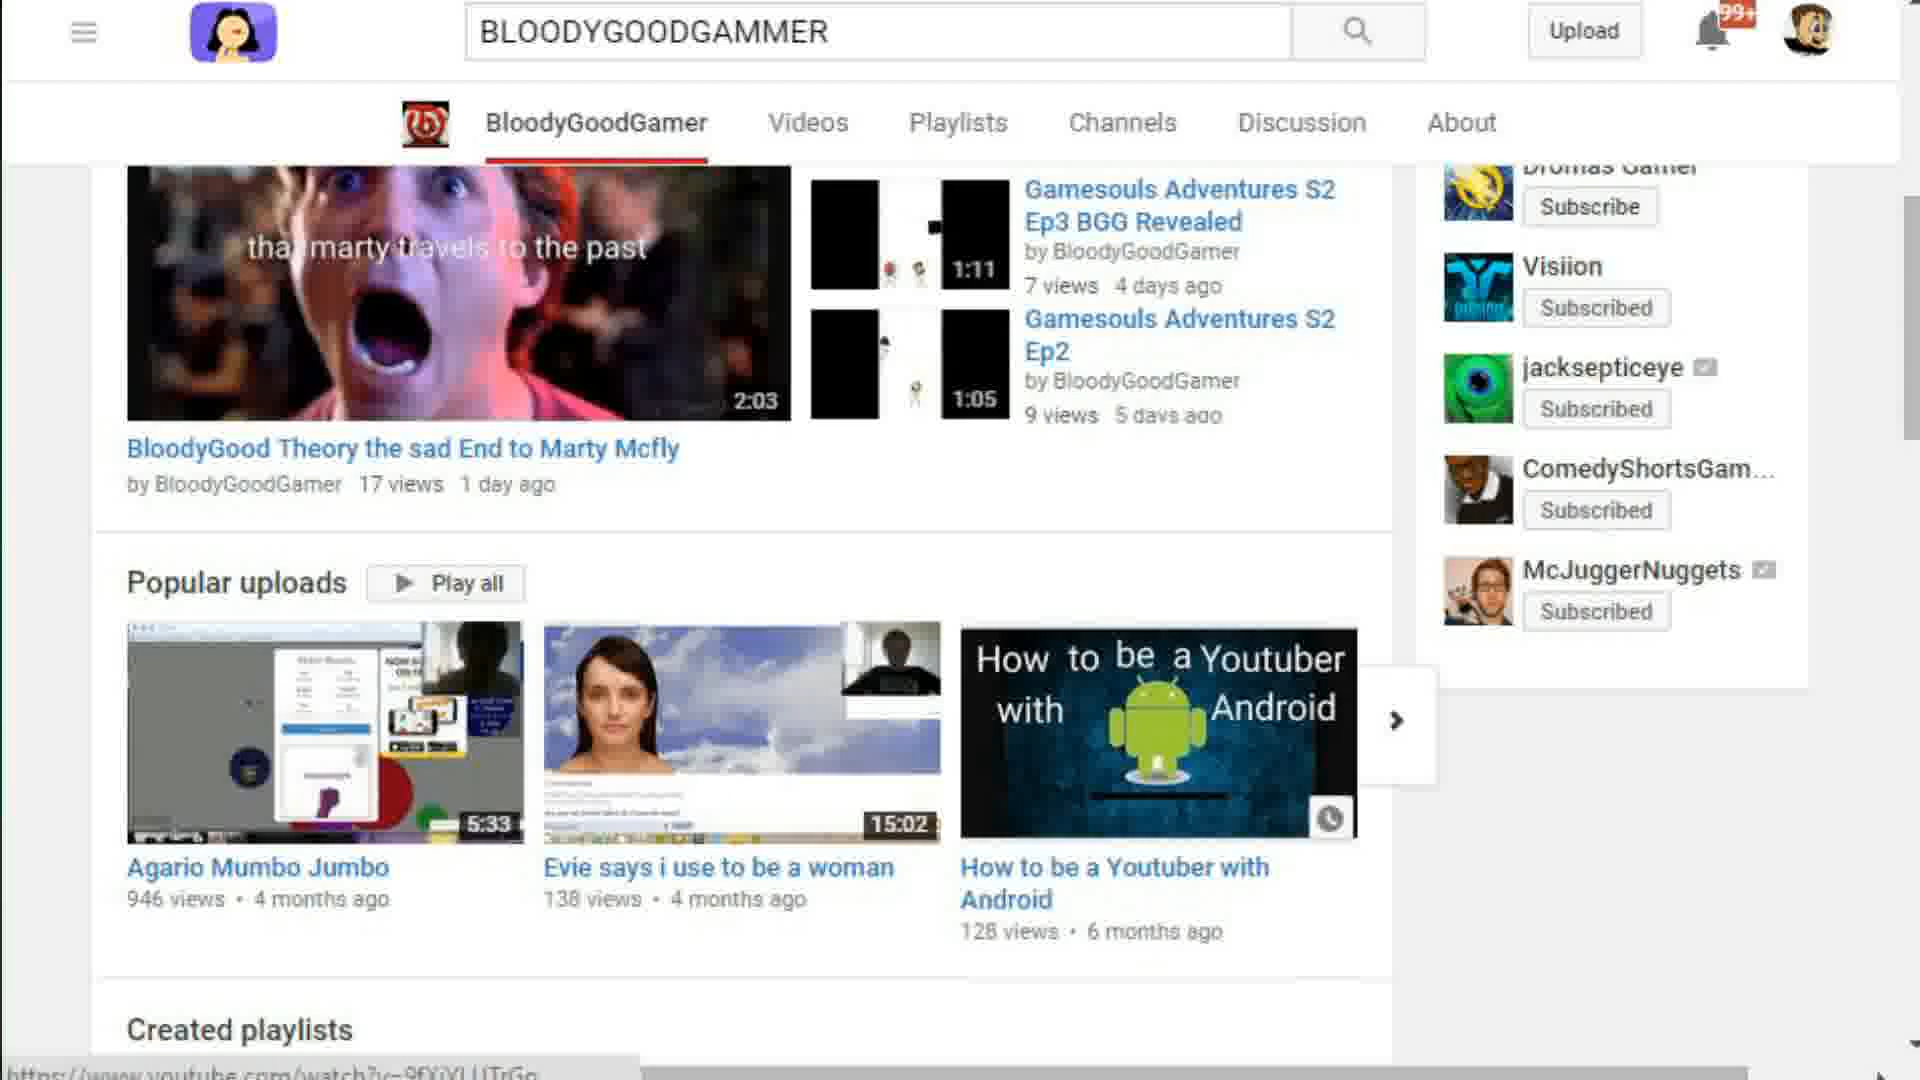 BLOODYGOODGAMMER
Upload
99+
BloodyGoodGamer
Videos
Playlists
Channels
Discussion
About
marty travels to the past
2:03
BloodyGood Theory the sad End to Marty Mcfly
by BloodyGoodGamer 17 views 1 day ago
1:11
Gamesouls Adventures S2
Ep3 BGG Revealed
by BloodyGoodGamer
7 views 4 days ago
1:05
Gamesouls Adventures S2
Ep2
by BloodyGoodGamer
9 views 5 days ago
Subscribe
Visiion
Subscribed
jacksepticeye
Subscribed
ComedyShortsGam...
Subscribed
McJuggerNuggets
Subscribed
Popular uploads
Play all
5:33
Agario Mumbo Jumbo
946 views • 4 months ago
15:02
Evie says i use to be a woman
138 views • 4 months ago
How to be a Youtuber
with Android
How to be a Youtuber with
Android
128 views • 6 months ago
Created playlists